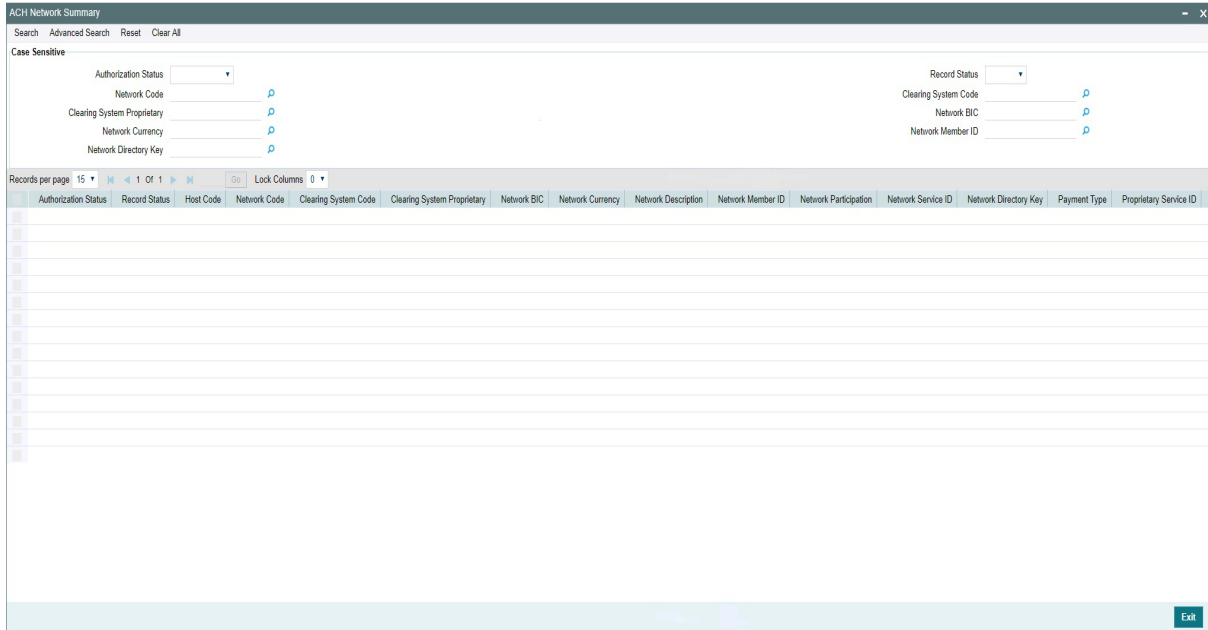 ACH Network Summary - X
Search Advanced Search Reset Clear All
Case Sensitive
Authorization Status Record Status
Network Code Clearing System Code
Clearing System Proprietary Network BIC
Network Currency Network Member ID
Network Directory Key
Records per page 15 1 Of 1 Go Lock Columns 0
Authorization Status Record Status Host Code Network Code Clearing System Code Clearing System Proprietary Network BIC Network Currency Network Description Network Member ID Network Participation Network Service ID Network Directory Key Payment Type Proprietary Service ID
Exit